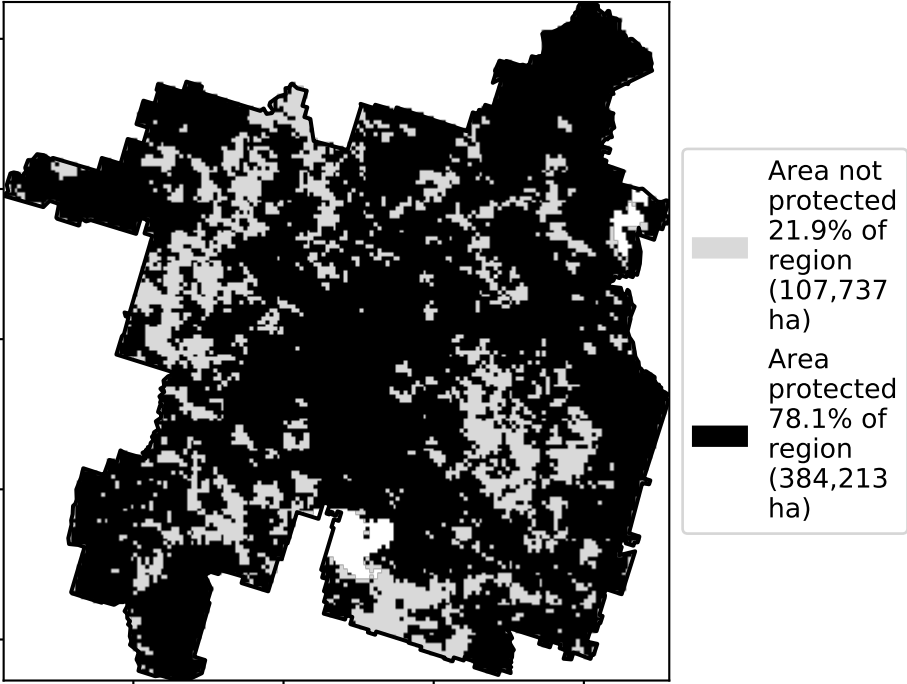 Area not
protected
21.9% of
region
(107,737
ha)
Area
protected
78.1% of
region
(384,213
ha)